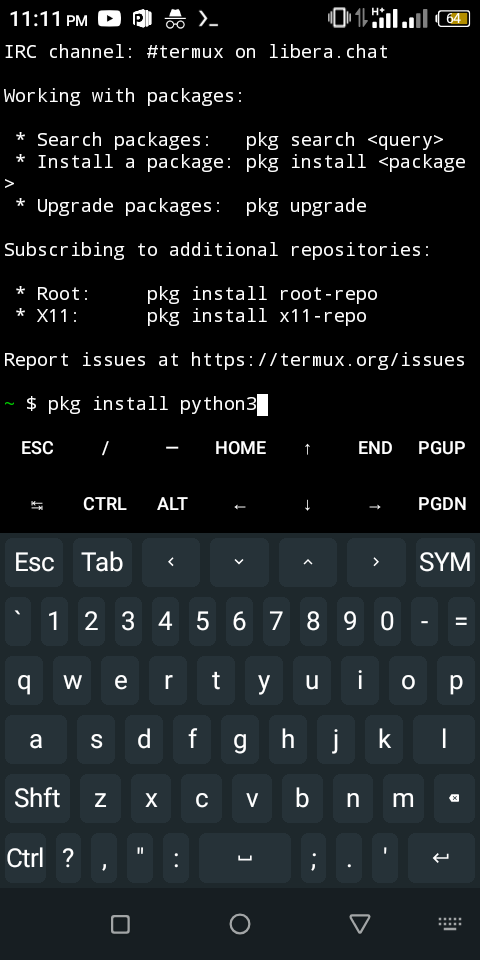 11:11 PM H+ 64
IRC channel: #termux on libera.chat
Working with packages:
* Search packages: pkg search <query>
* Install a package: pkg install <package
>
* Upgrade packages: pkg upgrade
Subscribing to additional repositories:
* Root: pkg install root-repo
* X11: pkg install x11-repo
Report issues at https://termux.org/issues
~ $ pkg install python3
ESC / — HOME ↑ END PGUP
↹ CTRL ALT ← ↓ → PGDN
Esc Tab ‹ ⌄ ^ › SYM
` 1 2 3 4 5 6 7 8 9 0 - =
q w e r t y u i o p
a s d f g h j k l
Shft z x c v b n m
Ctrl ? , " : ; . ' ↵